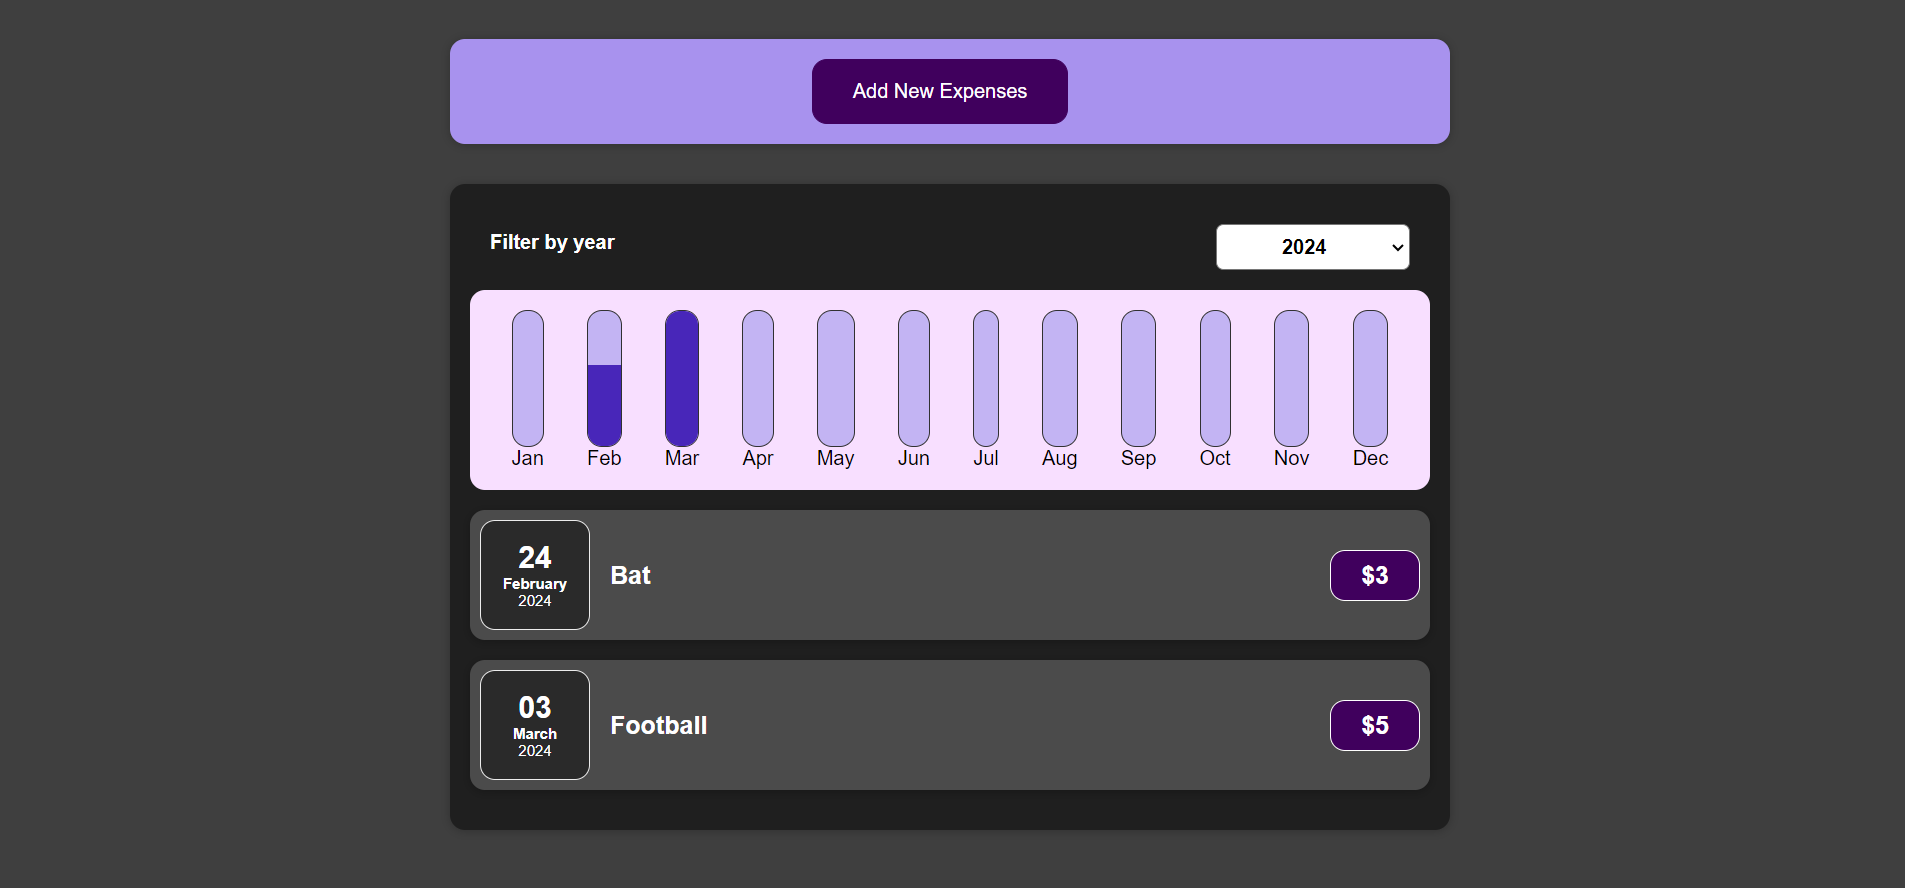 Add New Expenses
Filter by year
2024
Jan Feb Mar Apr May Jun Jul Aug Sep Oct Nov Dec
24
February
2024
Bat
$3
03
March
2024
Football
$5